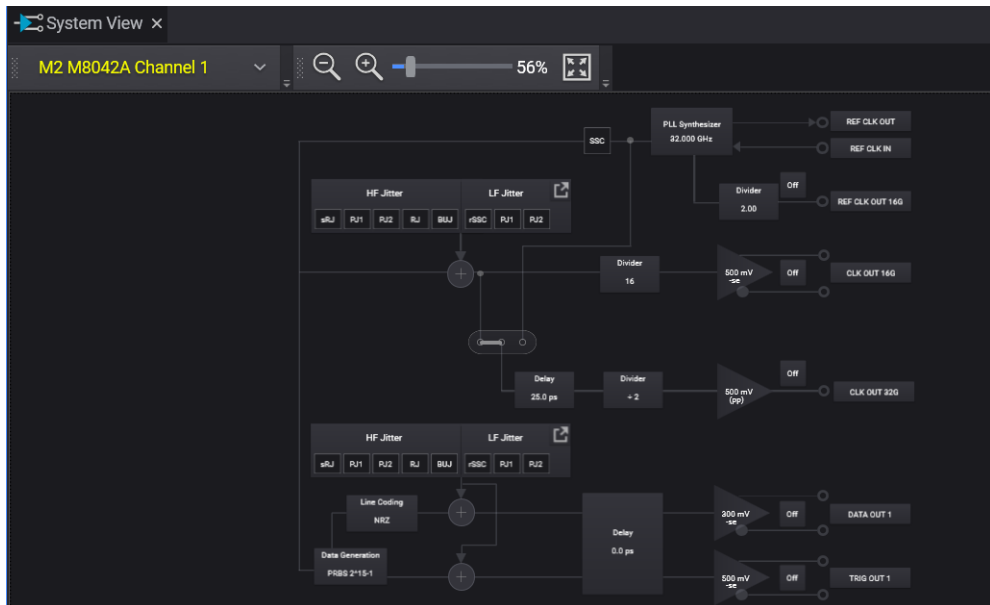 System View ×
M2 M8042A Channel 1
56%
PLL Synthesizer
32.000 GHz
REF CLK OUT
SSC
REF CLK IN
HF Jitter
LF Jitter
sRJ PJ1 PJ2 RJ BUJ rSSC PJ1 PJ2
Divider
2.00
Off
REF CLK OUT 16G
Divider
16
500 mV
-se
Off
CLK OUT 16G
Delay
25.0 ps
Divider
÷ 2
500 mV
(pp)
Off
CLK OUT 32G
HF Jitter
LF Jitter
sRJ PJ1 PJ2 RJ BUJ rSSC PJ1 PJ2
Line Coding
NRZ
Data Generation
PRBS 2^15-1
Delay
0.0 ps
300 mV
-se
Off
DATA OUT 1
500 mV
-se
Off
TRIG OUT 1